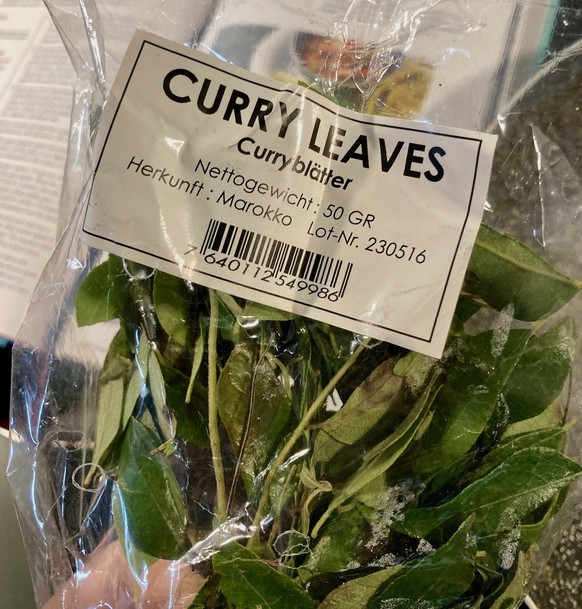 CURRY LEAVES
Curryblätter
Nettogewicht : 50 GR
Herkunft : Marokko Lot-Nr. 230516
7 640112 549986